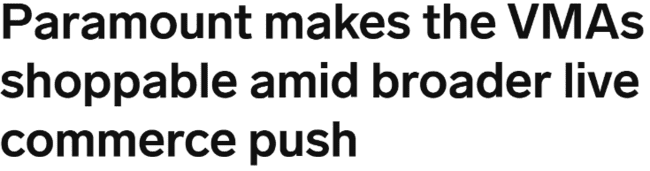 Paramount makes the VMAs
shoppable amid broader live
commerce push